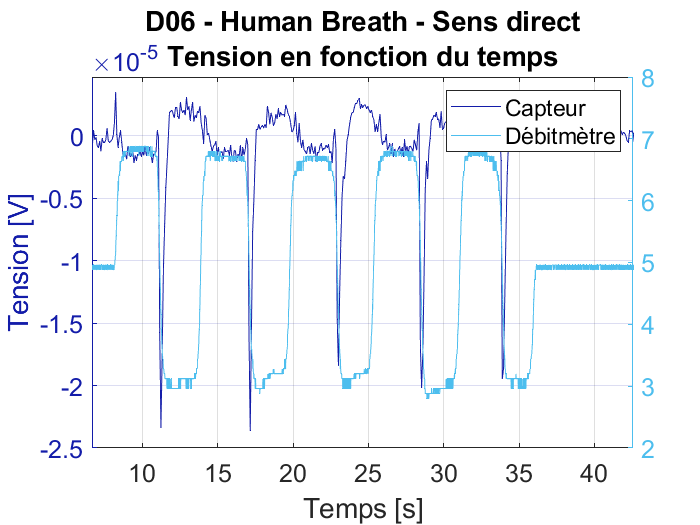 D06 - Human Breath - Sens direct
Tension en fonction du temps
×10-5
0
-0.5
-1
-1.5
-2
-2.5
Tension [V]
Capteur
Débitmètre
8
7
6
5
4
3
2
10 15 20 25 30 35 40
Temps [s]